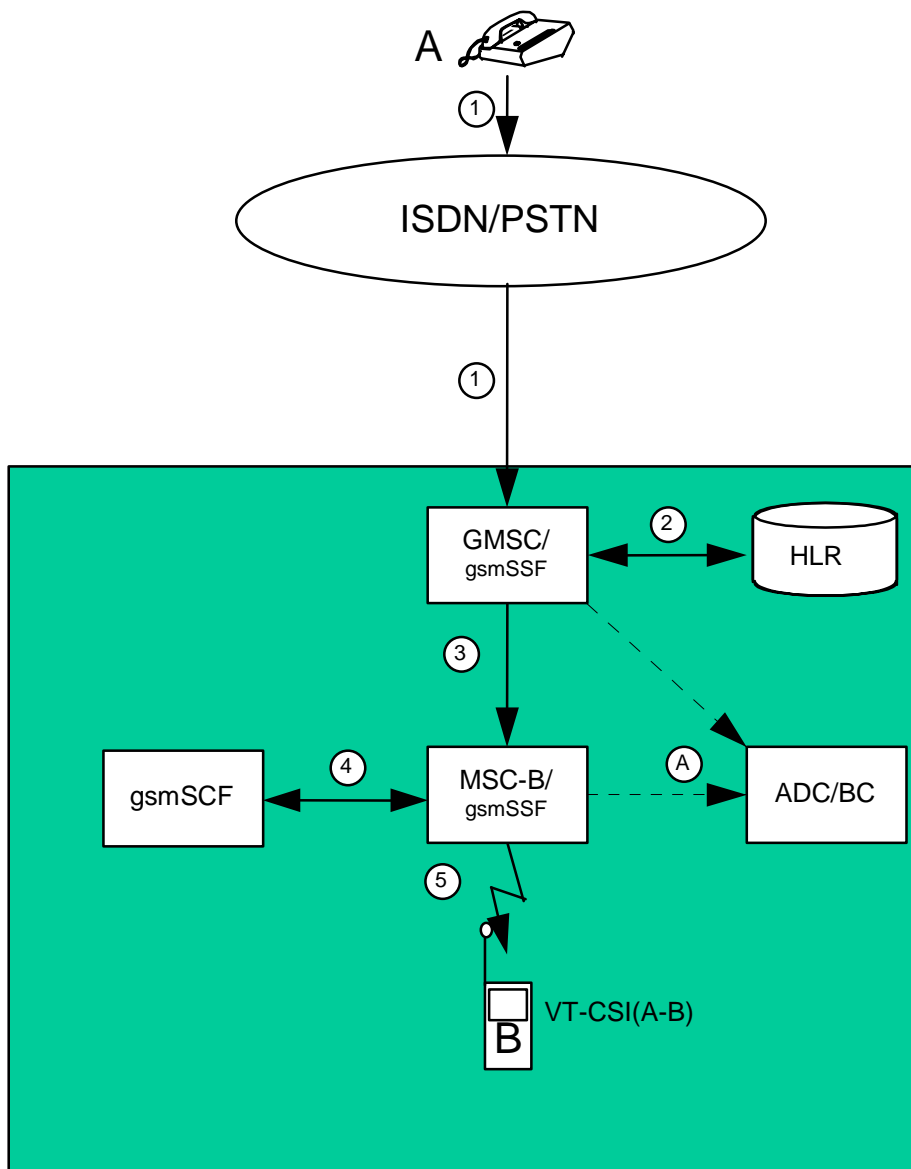 A
1
ISDN/PSTN
1
GMSC/
gsmSSF
2
HLR
3
gsmSCF
4
MSC-B/
gsmSSF
A
ADC/BC
5
B
VT-CSI(A-B)